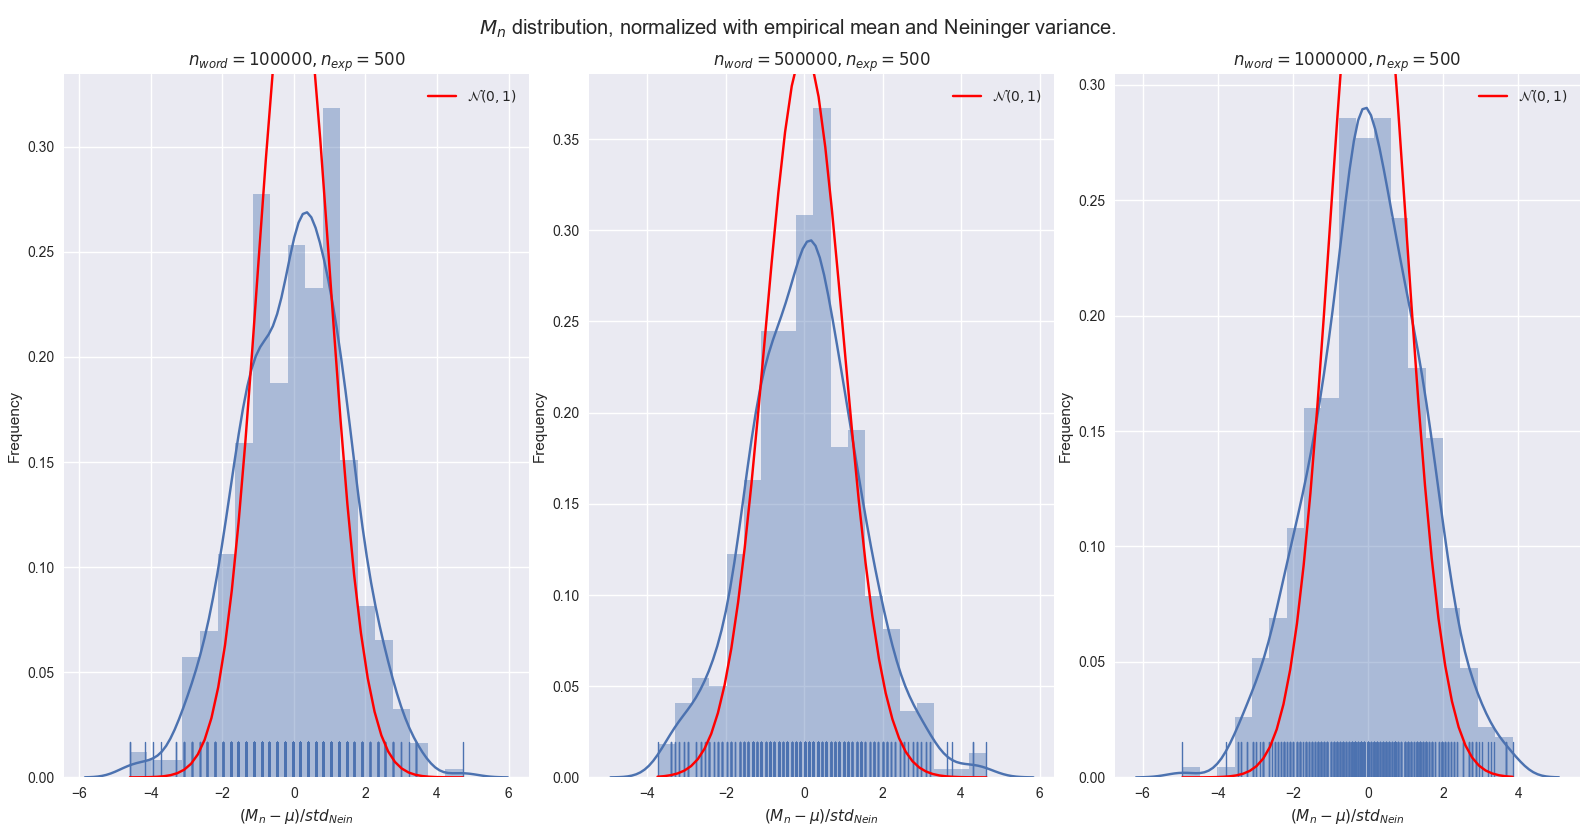 M_n distribution, normalized with empirical mean and Neininger variance.
n_word = 100000, n_exp = 500
N(0, 1)
0.30
0.25
0.20
0.15
0.10
0.05
0.00
Frequency
−6 −4 −2 0 2 4 6
(M_n − μ)/std_Nein
n_word = 500000, n_exp = 500
N(0, 1)
0.35
0.30
0.25
0.20
0.15
0.10
0.05
0.00
Frequency
−4 −2 0 2 4 6
(M_n − μ)/std_Nein
n_word = 1000000, n_exp = 500
N(0, 1)
0.30
0.25
0.20
0.15
0.10
0.05
0.00
Frequency
−6 −4 −2 0 2 4
(M_n − μ)/std_Nein